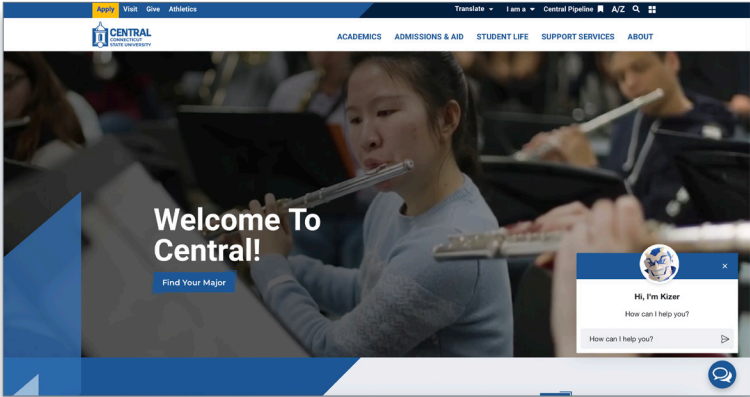 Apply Visit Give Athletics
Translate I am a Central Pipeline A/Z
CENTRAL
CONNECTICUT
STATE UNIVERSITY
ACADEMICS ADMISSIONS & AID STUDENT LIFE SUPPORT SERVICES ABOUT
Welcome To
Central!
Find Your Major
Hi, I'm Kizer
How can I help you?
How can I help you?